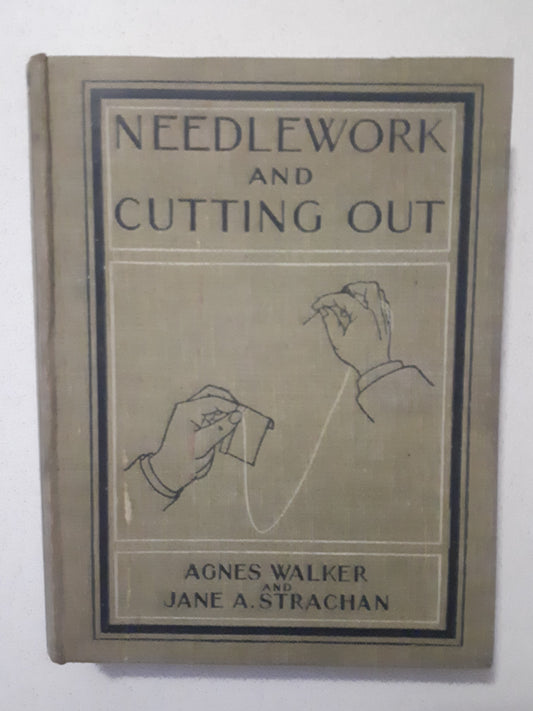 NEEDLEWORK
AND
CUTTING OUT
AGNES WALKER
AND
JANE A. STRACHAN